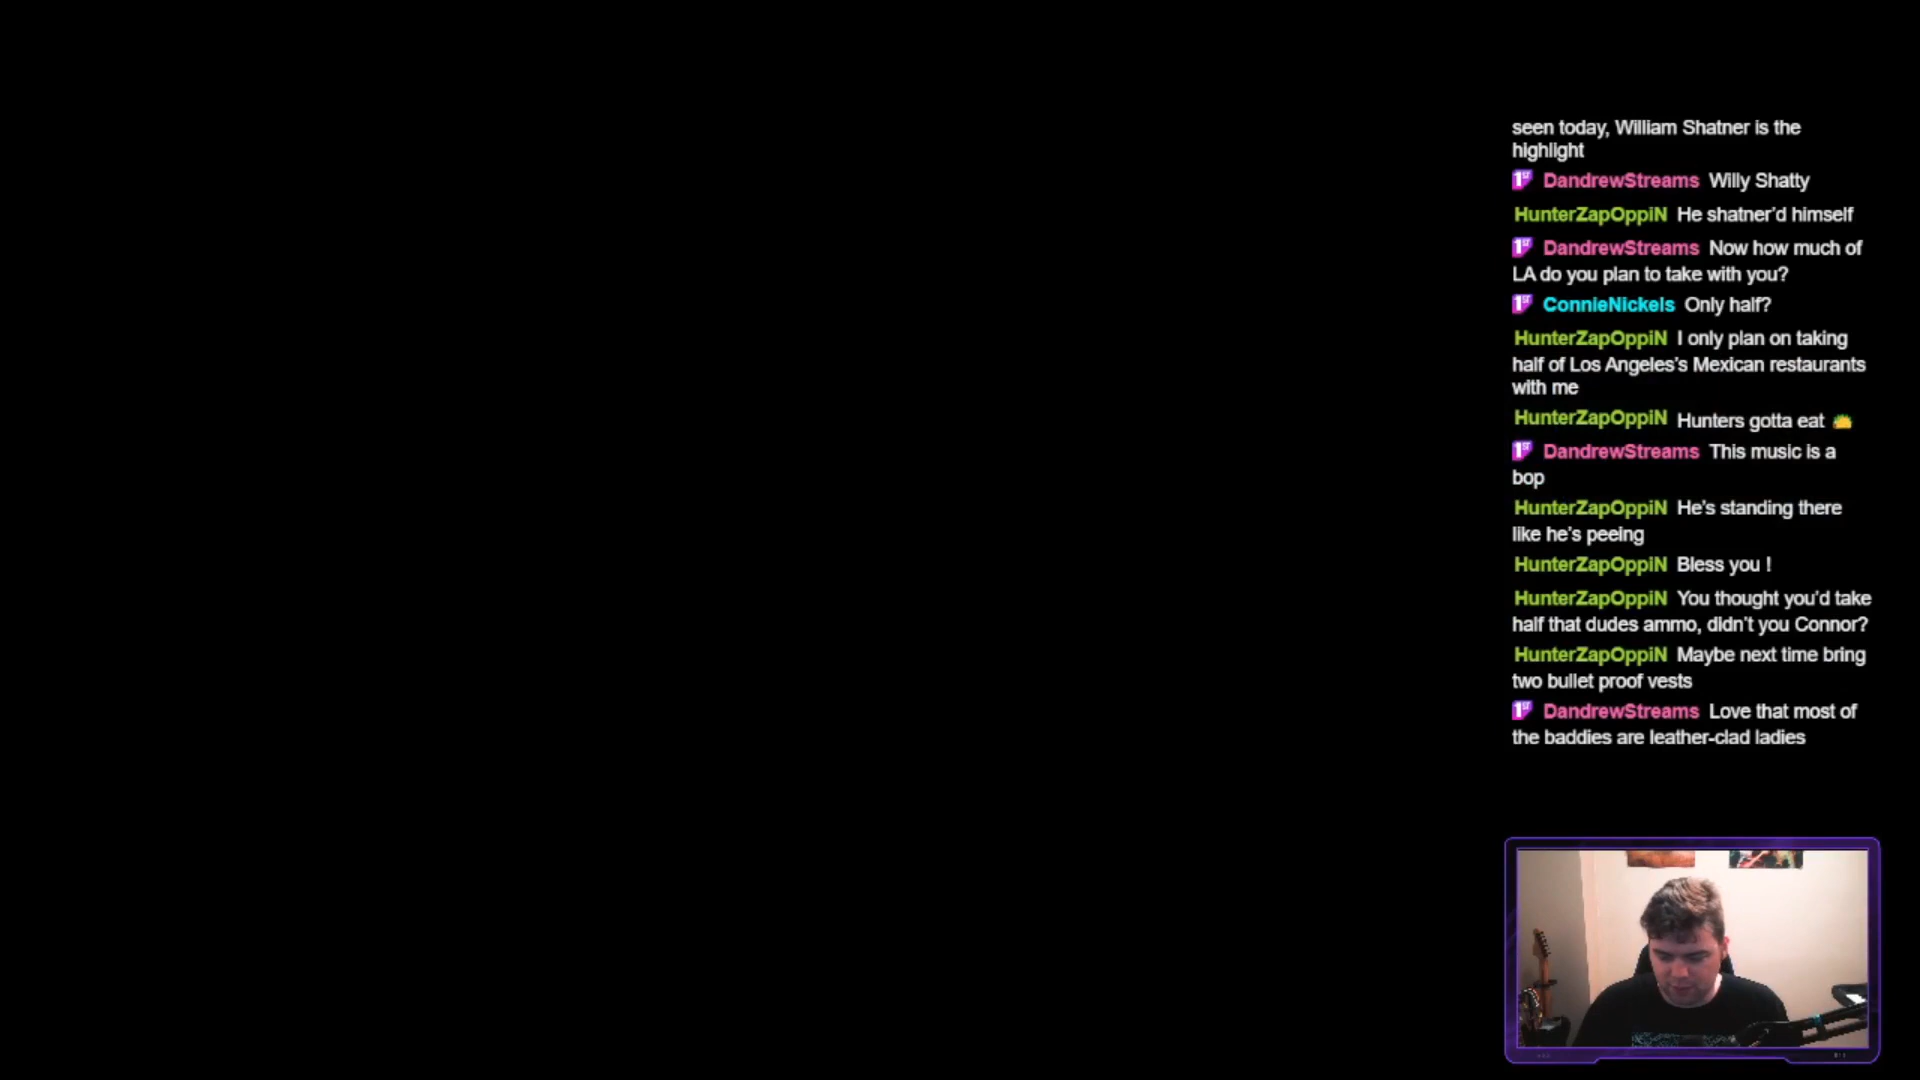 seen today, William Shatner is the
highlight
DandrewStreams Willy Shatty
HunterZapOppiN He shatner’d himself
DandrewStreams Now how much of
LA do you plan to take with you?
ConnieNickels Only half?
HunterZapOppiN I only plan on taking
half of Los Angeles’s Mexican restaurants
with me
HunterZapOppiN Hunters gotta eat 🌮
DandrewStreams This music is a
bop
HunterZapOppiN He’s standing there
like he’s peeing
HunterZapOppiN Bless you !
HunterZapOppiN You thought you’d take
half that dudes ammo, didn’t you Connor?
HunterZapOppiN Maybe next time bring
two bullet proof vests
DandrewStreams Love that most of
the baddies are leather-clad ladies